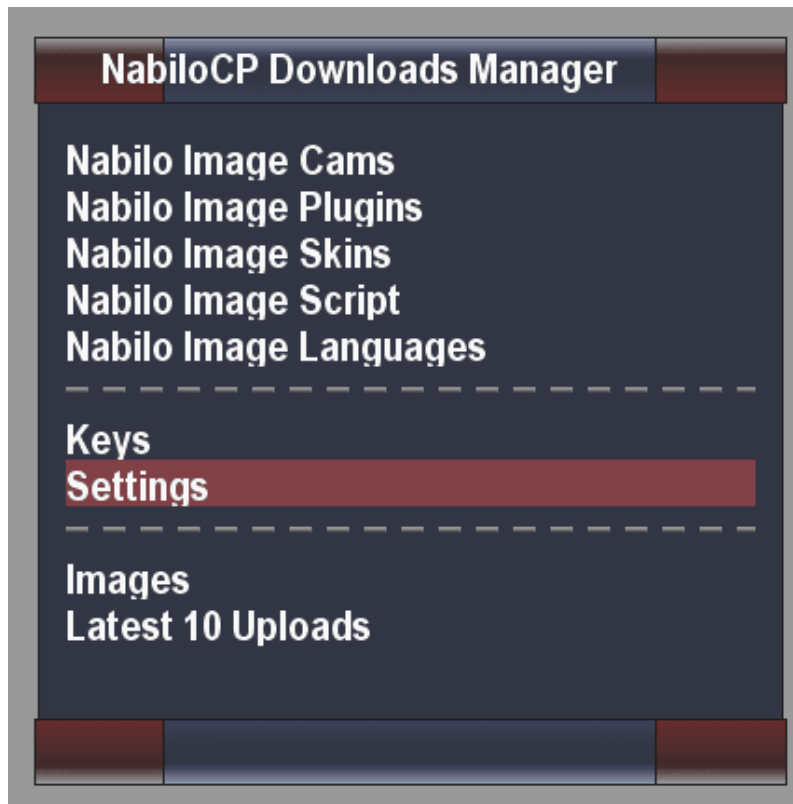 NabiloCP Downloads Manager
Nabilo Image Cams
Nabilo Image Plugins
Nabilo Image Skins
Nabilo Image Script
Nabilo Image Languages
Keys
Settings
Images
Latest 10 Uploads